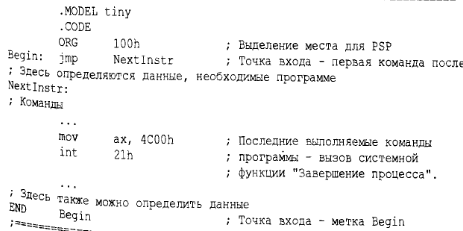 .MODEL tiny
.CODE
ORG 100h ; Выделение места для PSP
Begin: jmp NextInstr ; Точка входа - первая команда после
; Здесь определяются данные, необходимые программе
NextInstr:
; Команды
...
mov ax, 4C00h ; Последние выполняемые команды
int 21h ; программы - вызов системной
; функции "Завершение процесса".
...
; Здесь также можно определить данные
END Begin ; Точка входа - метка Begin
;============